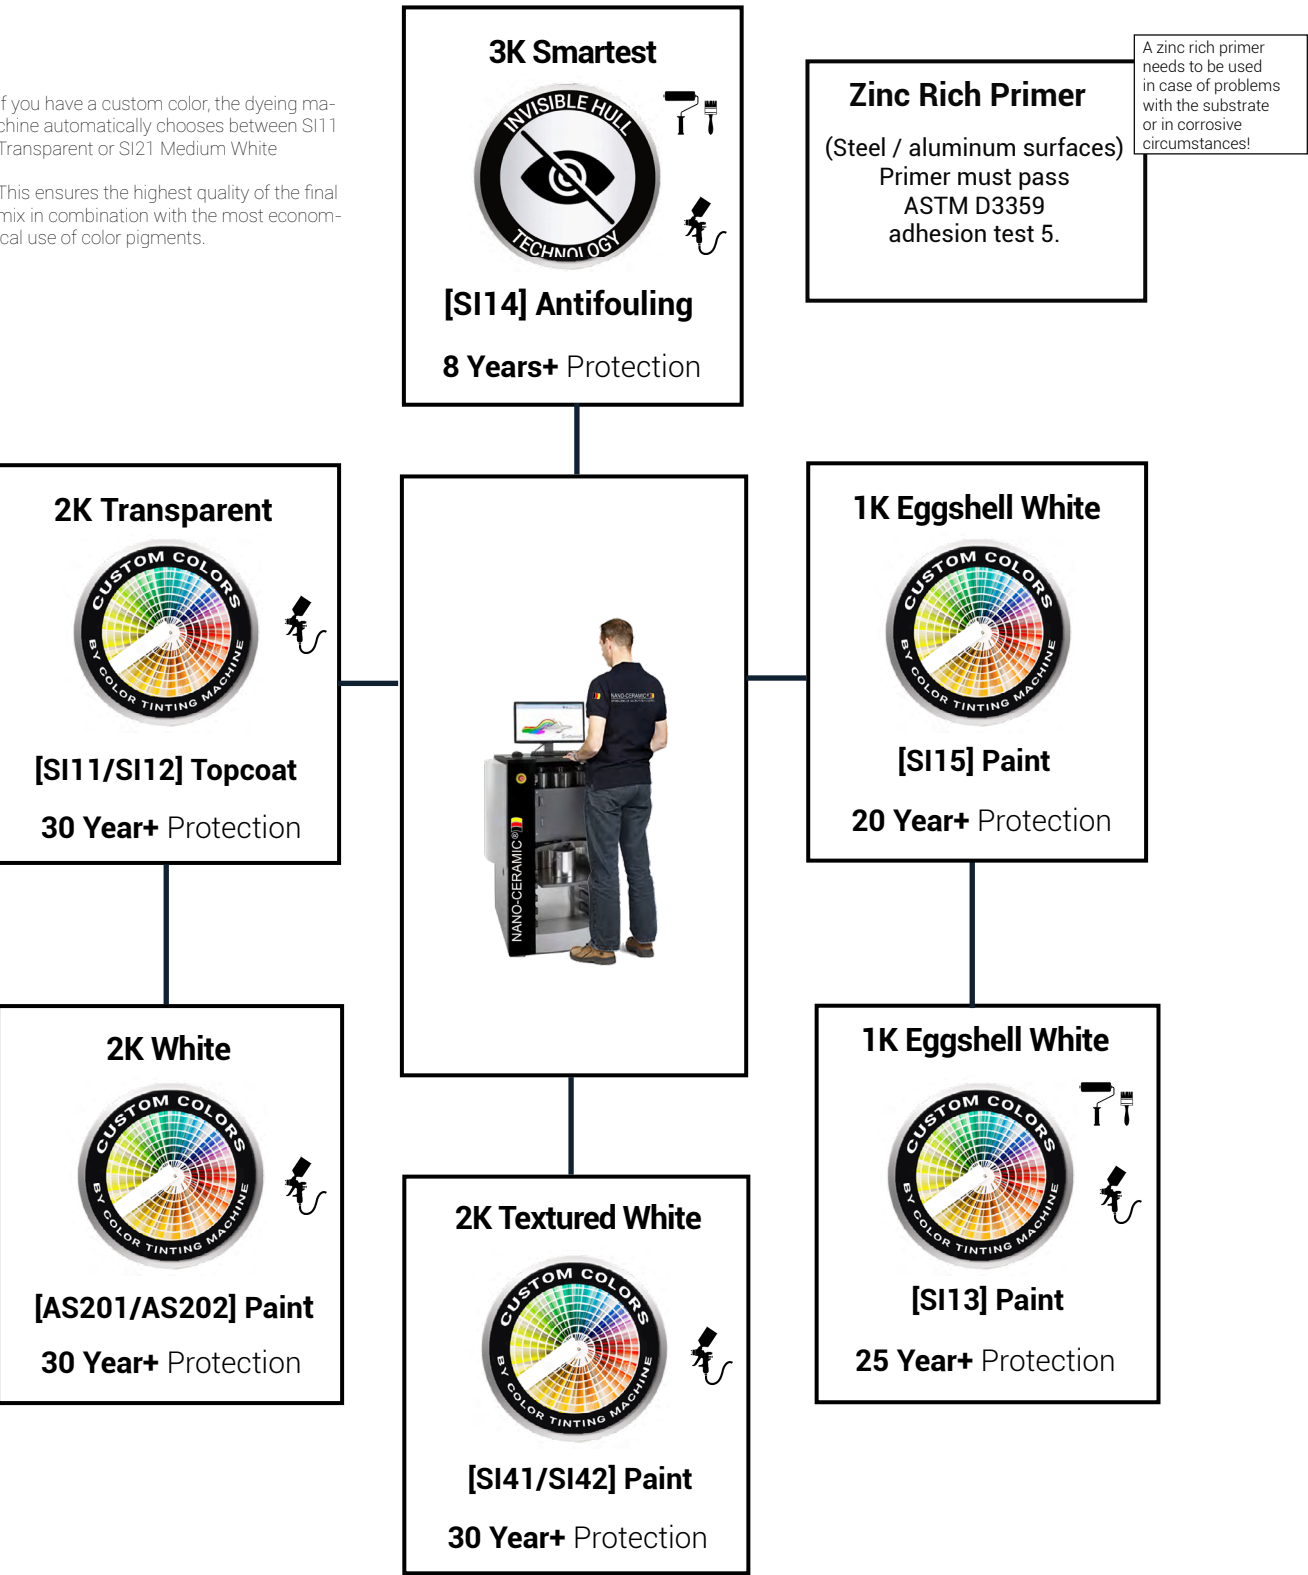 3K Smartest
INVISIBLE HULL
TECHNOLOGY
[SI14] Antifouling
8 Years+ Protection
Zinc Rich Primer
(Steel / aluminum surfaces)
Primer must pass
ASTM D3359
adhesion test 5.
A zinc rich primer
needs to be used
in case of problems
with the substrate
or in corrosive
circumstances!
f you have a custom color, the dyeing ma-
chine automatically chooses between SI11
Transparent or SI21 Medium White
This ensures the highest quality of the final
mix in combination with the most econom-
cal use of color pigments.
2K Transparent
CUSTOM COLORS
BY COLOR TINTING MACHINE
[SI11/SI12] Topcoat
30 Year+ Protection
NANO-CERAMIC®
NANO-CERAMIC®
1K Eggshell White
CUSTOM COLORS
BY COLOR TINTING MACHINE
[SI15] Paint
20 Year+ Protection
2K White
CUSTOM COLORS
BY COLOR TINTING MACHINE
[AS201/AS202] Paint
30 Year+ Protection
2K Textured White
CUSTOM COLORS
BY COLOR TINTING MACHINE
[SI41/SI42] Paint
30 Year+ Protection
1K Eggshell White
CUSTOM COLORS
BY COLOR TINTING MACHINE
[SI13] Paint
25 Year+ Protection